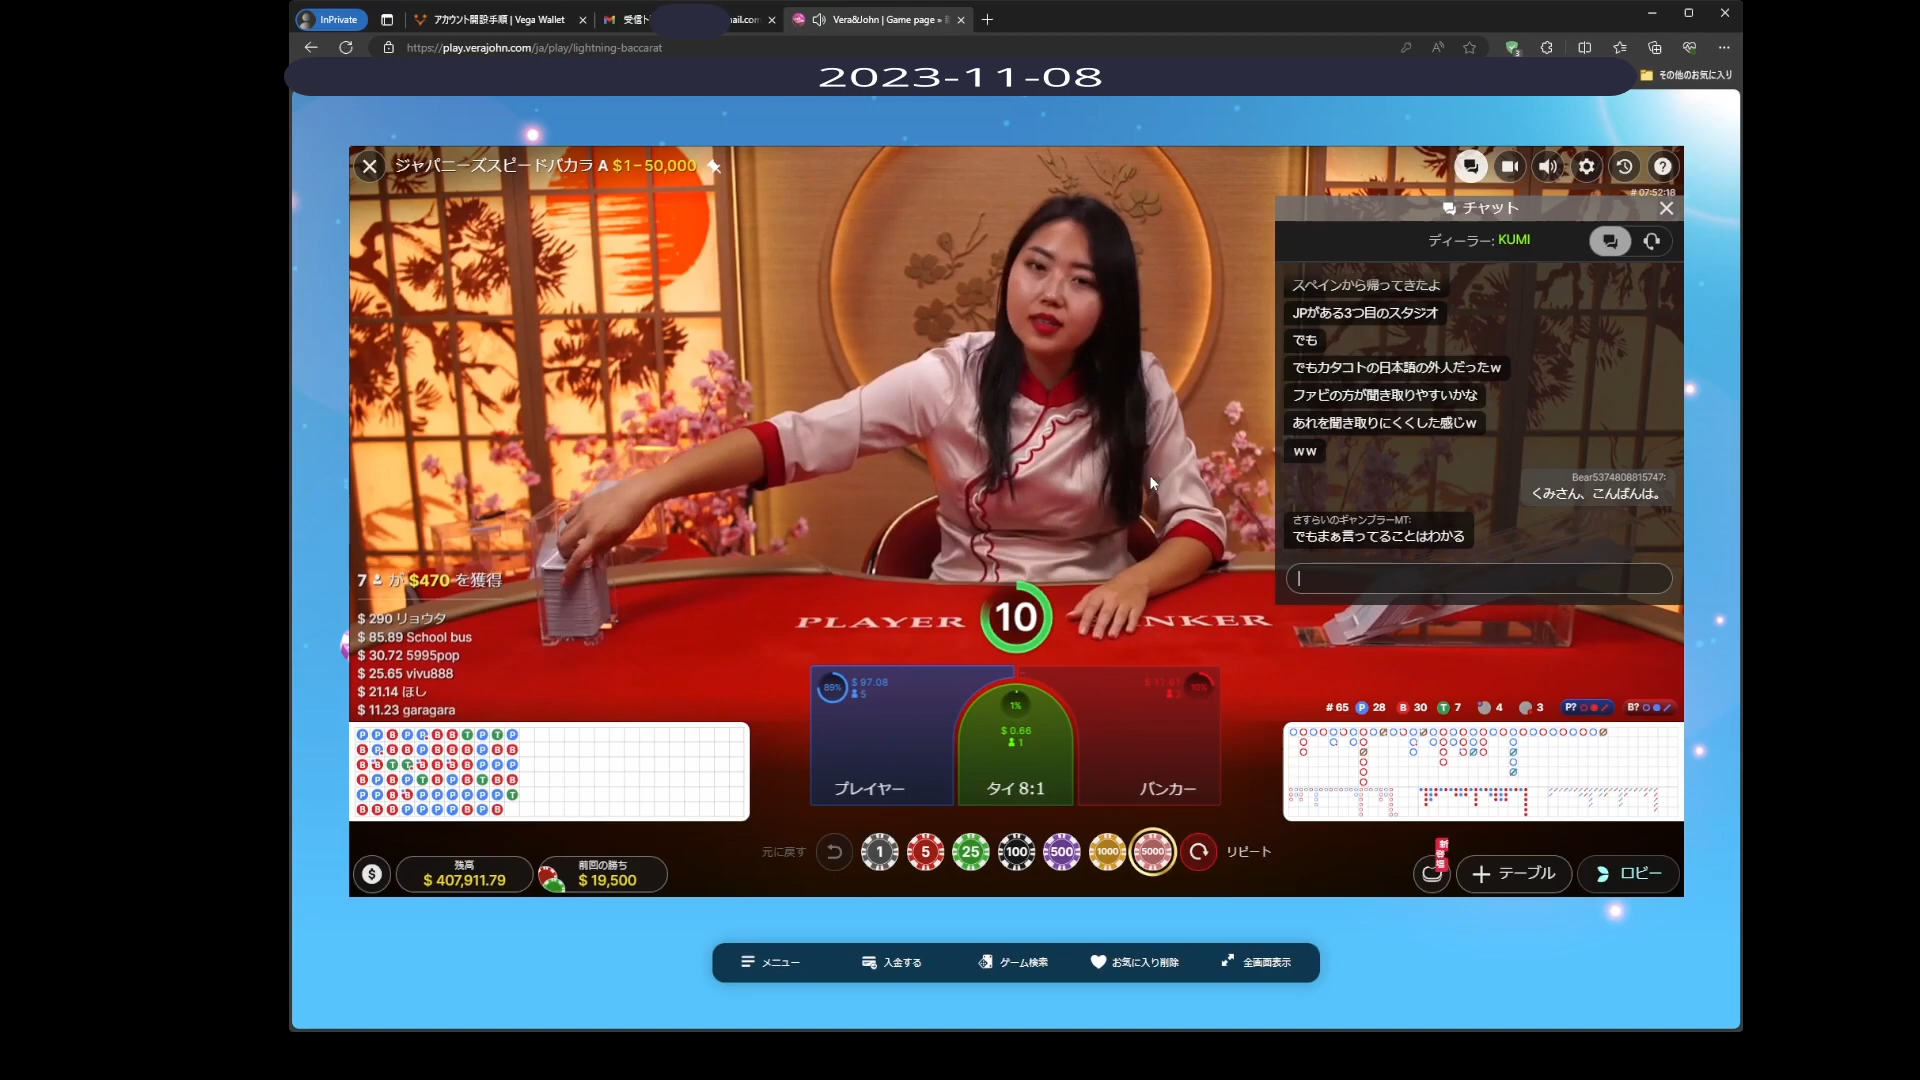 InPrivate
アカウント開設手順 | Vega Wallet
受信ト
ail.com
Vera&John | Game page »
https://play.verajohn.com/ja/play/lightning-baccarat
2023-11-08
その他のお気に入り
ジャパニーズスピードバカラ A $1–50,000
# 07:52:18
チャット
ディーラー: KUMI
スペインから帰ってきたよ
JPがある3つ目のスタジオ
でも
でもカタコトの日本語の外人だったw
ファビの方が聞き取りやすいかな
あれを聞き取りにくくした感じw
ww
Bear5374808815747:
くみさん、こんばんは。
さすらいのギャンブラーMT:
でもまぁ言ってることはわかる
7 が $470 を獲得
$ 290 リョウタ
$ 85.89 School bus
$ 30.72 5995pop
$ 25.65 vivu888
$ 21.14 ほし
$ 11.23 garagara
PLAYER
10
NKER
89%
$ 97.08
5
1%
$ 0.66
1
10%
プレイヤー
タイ 8:1
バンカー
# 65 P 28 B 30 T 7 4 3 P? B?
P P B P P B B T P T P
B P B B P B B B P B B
B B T T B B B B P P P
B P B P T B P B T B B
P P B B P P P P P P T
B B B P P P P B P B
元に戻す
1
5
25
100
500
1000
5000
リピート
残高
$ 407,911.79
前回の勝ち
$ 19,500
テーブル
ロビー
メニュー
入金する
ゲーム検索
お気に入り削除
全画面表示